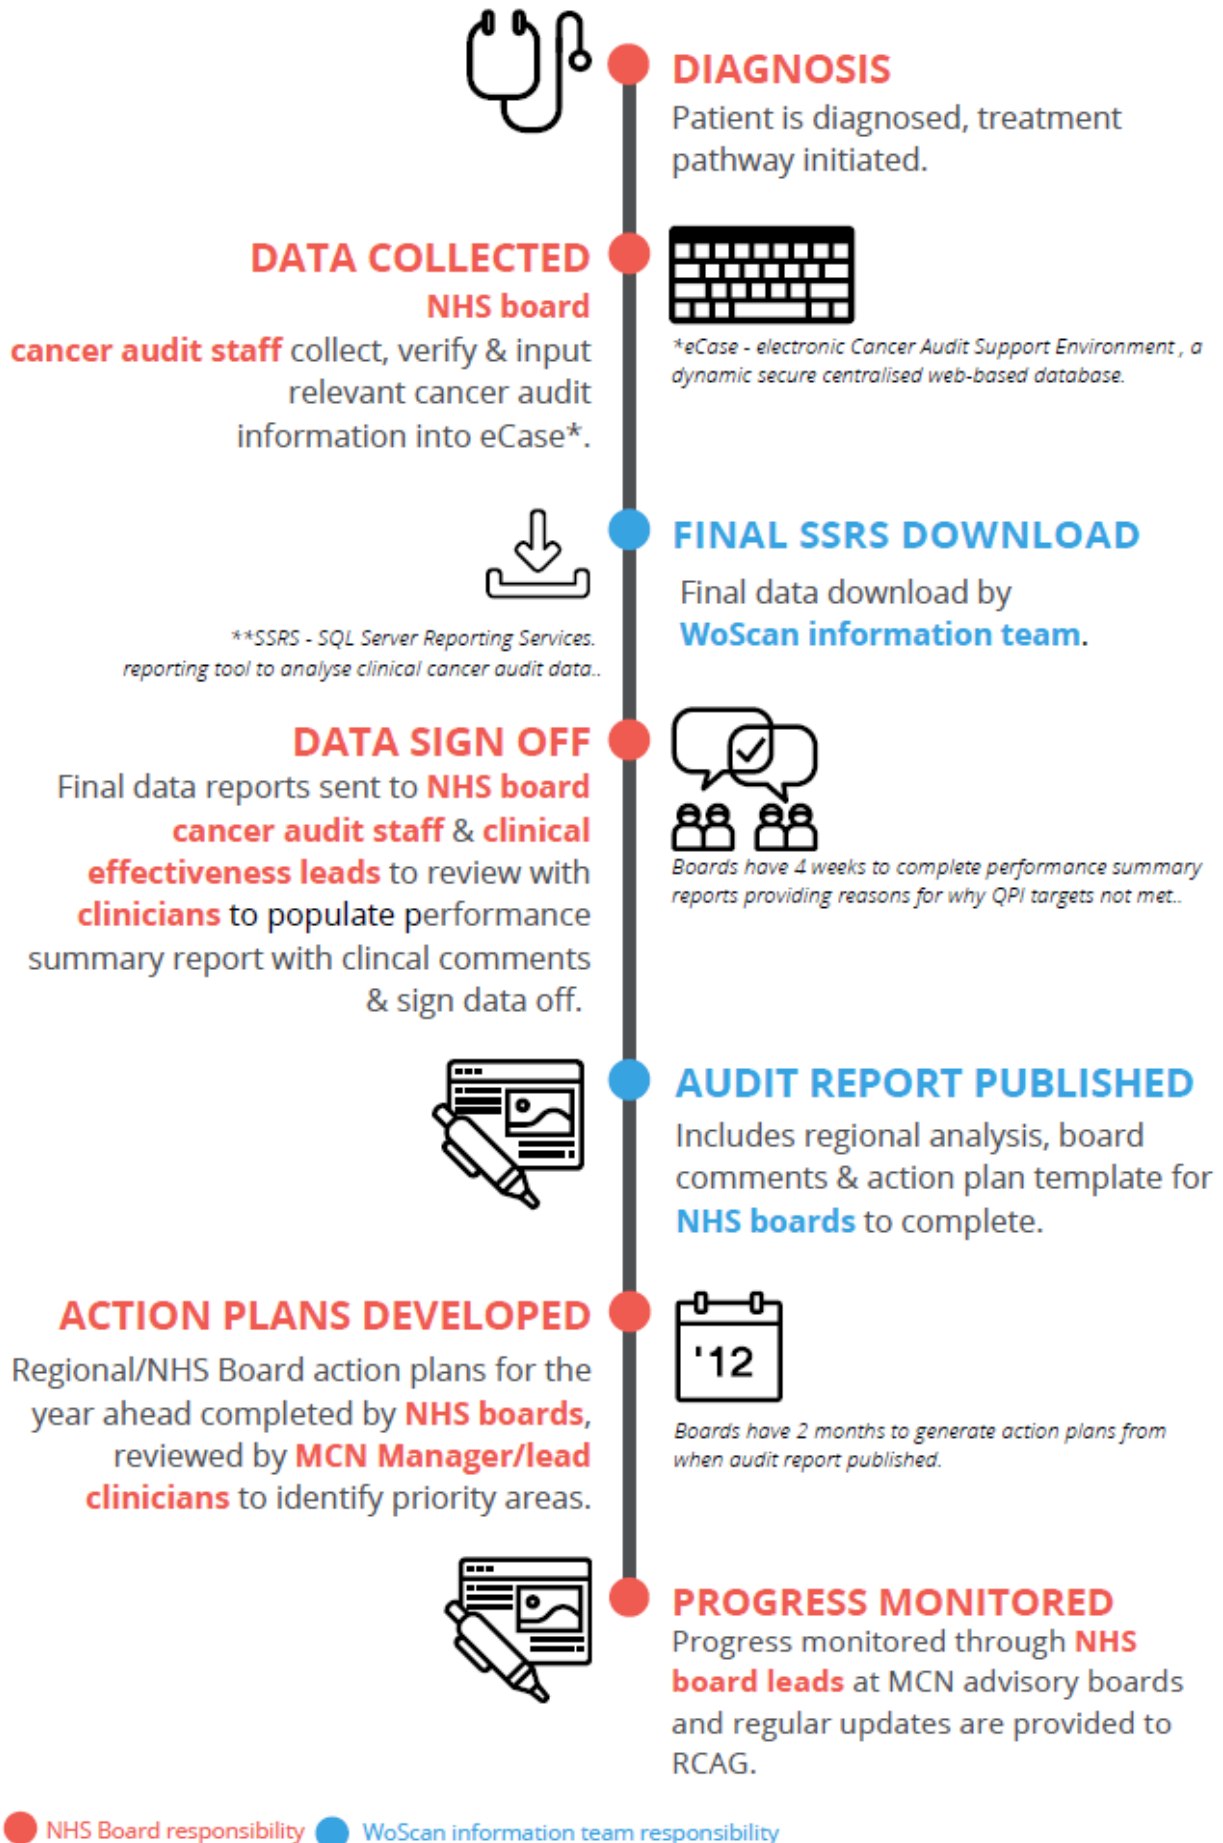 DIAGNOSIS
Patient is diagnosed, treatment
pathway initiated.
DATA COLLECTED
NHS board
cancer audit staff collect, verify & input
relevant cancer audit
information into eCase*.
*eCase - electronic Cancer Audit Support Environment , a
dynamic secure centralised web-based database.
FINAL SSRS DOWNLOAD
Final data download by
WoScan information team.
**SSRS - SQL Server Reporting Services.
reporting tool to analyse clinical cancer audit data..
DATA SIGN OFF
Final data reports sent to NHS board
cancer audit staff & clinical
effectiveness leads to review with
clinicians to populate performance
summary report with clincal comments
& sign data off.
Boards have 4 weeks to complete performance summary
reports providing reasons for why QPI targets not met..
AUDIT REPORT PUBLISHED
Includes regional analysis, board
comments & action plan template for
NHS boards to complete.
ACTION PLANS DEVELOPED
Regional/NHS Board action plans for the
year ahead completed by NHS boards,
reviewed by MCN Manager/lead
clinicians to identify priority areas.
'12
Boards have 2 months to generate action plans from
when audit report published.
PROGRESS MONITORED
Progress monitored through NHS
board leads at MCN advisory boards
and regular updates are provided to
RCAG.
NHS Board responsibility
WoScan information team responsibility